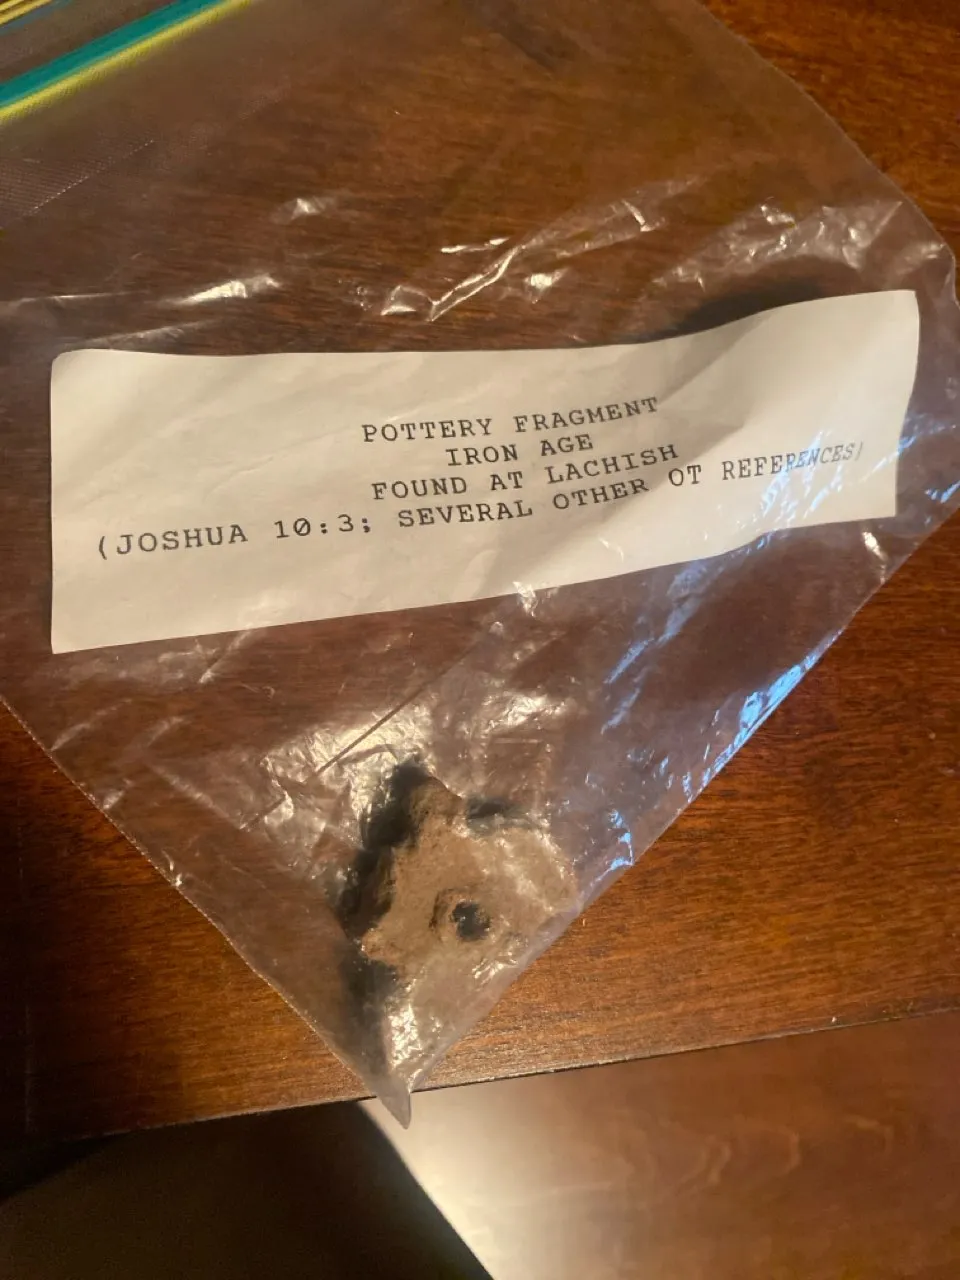 POTTERY FRAGMENT
IRON AGE
FOUND AT LACHISH
(JOSHUA 10:3; SEVERAL OTHER OT REFERENCES)